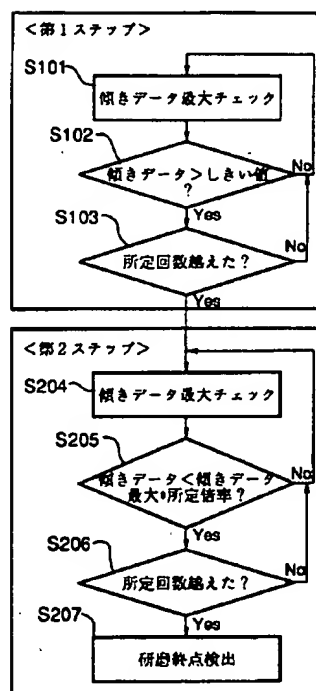 <第1ステップ>
S101
傾きデータ最大チェック
S102
傾きデータ>しきい値
?
No
Yes
S103
所定回数越えた?
No
Yes
<第2ステップ>
S204
傾きデータ最大チェック
S205
傾きデータ<傾きデータ
最大*所定倍率?
No
Yes
S206
所定回数越えた?
No
Yes
S207
研磨終点検出